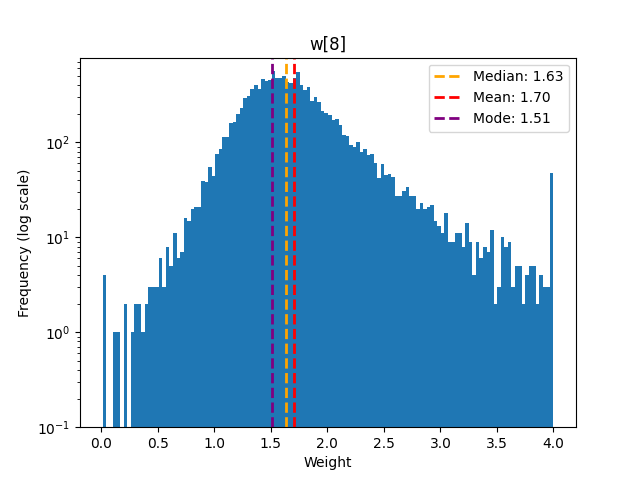 w[8]
Median: 1.63
Mean: 1.70
Mode: 1.51
Frequency (log scale)
10²
10¹
10⁰
10⁻¹
0.0 0.5 1.0 1.5 2.0 2.5 3.0 3.5 4.0
Weight